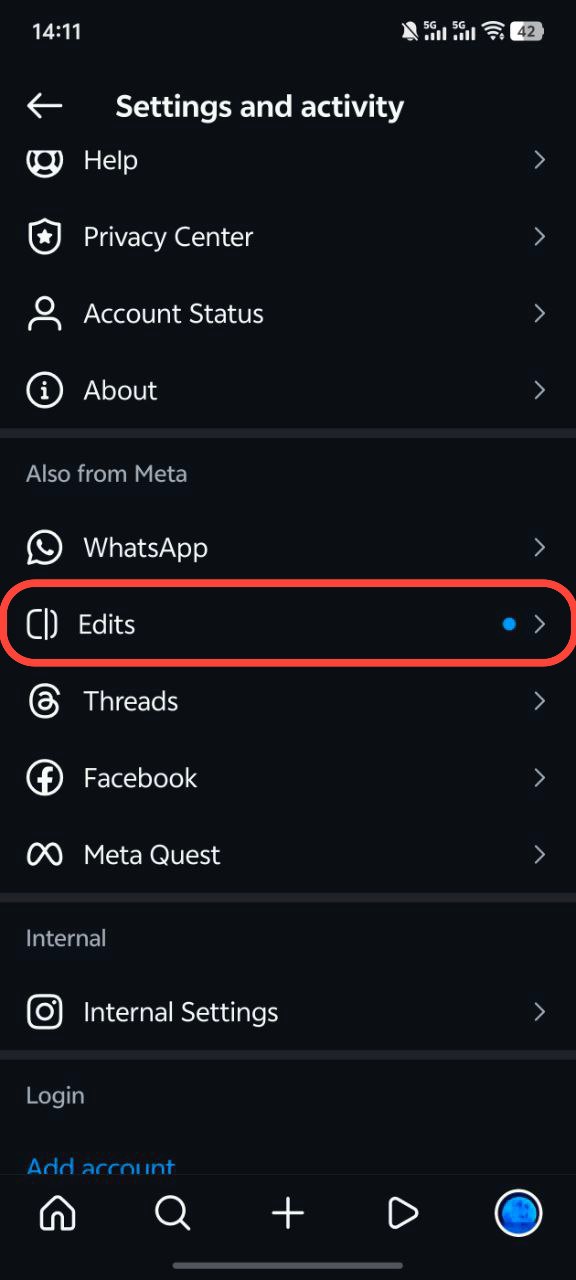 14:11
5G 5G 42
Settings and activity
Help
Privacy Center
Account Status
About
Also from Meta
WhatsApp
Edits
Threads
Facebook
Meta Quest
Internal
Internal Settings
Login
Add account